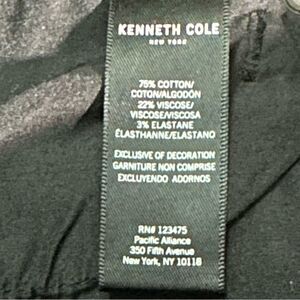 KENNETH COLE
NEW YORK
75% COTTON/
COTON/ALGODÓN
22% VISCOSE/
VISCOSE/VISCOSA
3% ELASTANE
ÉLASTHANNE/ELASTANO
EXCLUSIVE OF DECORATION
GARNITURE NON COMPRISE
EXCLUYENDO ADORNOS
RN# 123475
Pacific Alliance
350 Fifth Avenue
New York, NY 10118